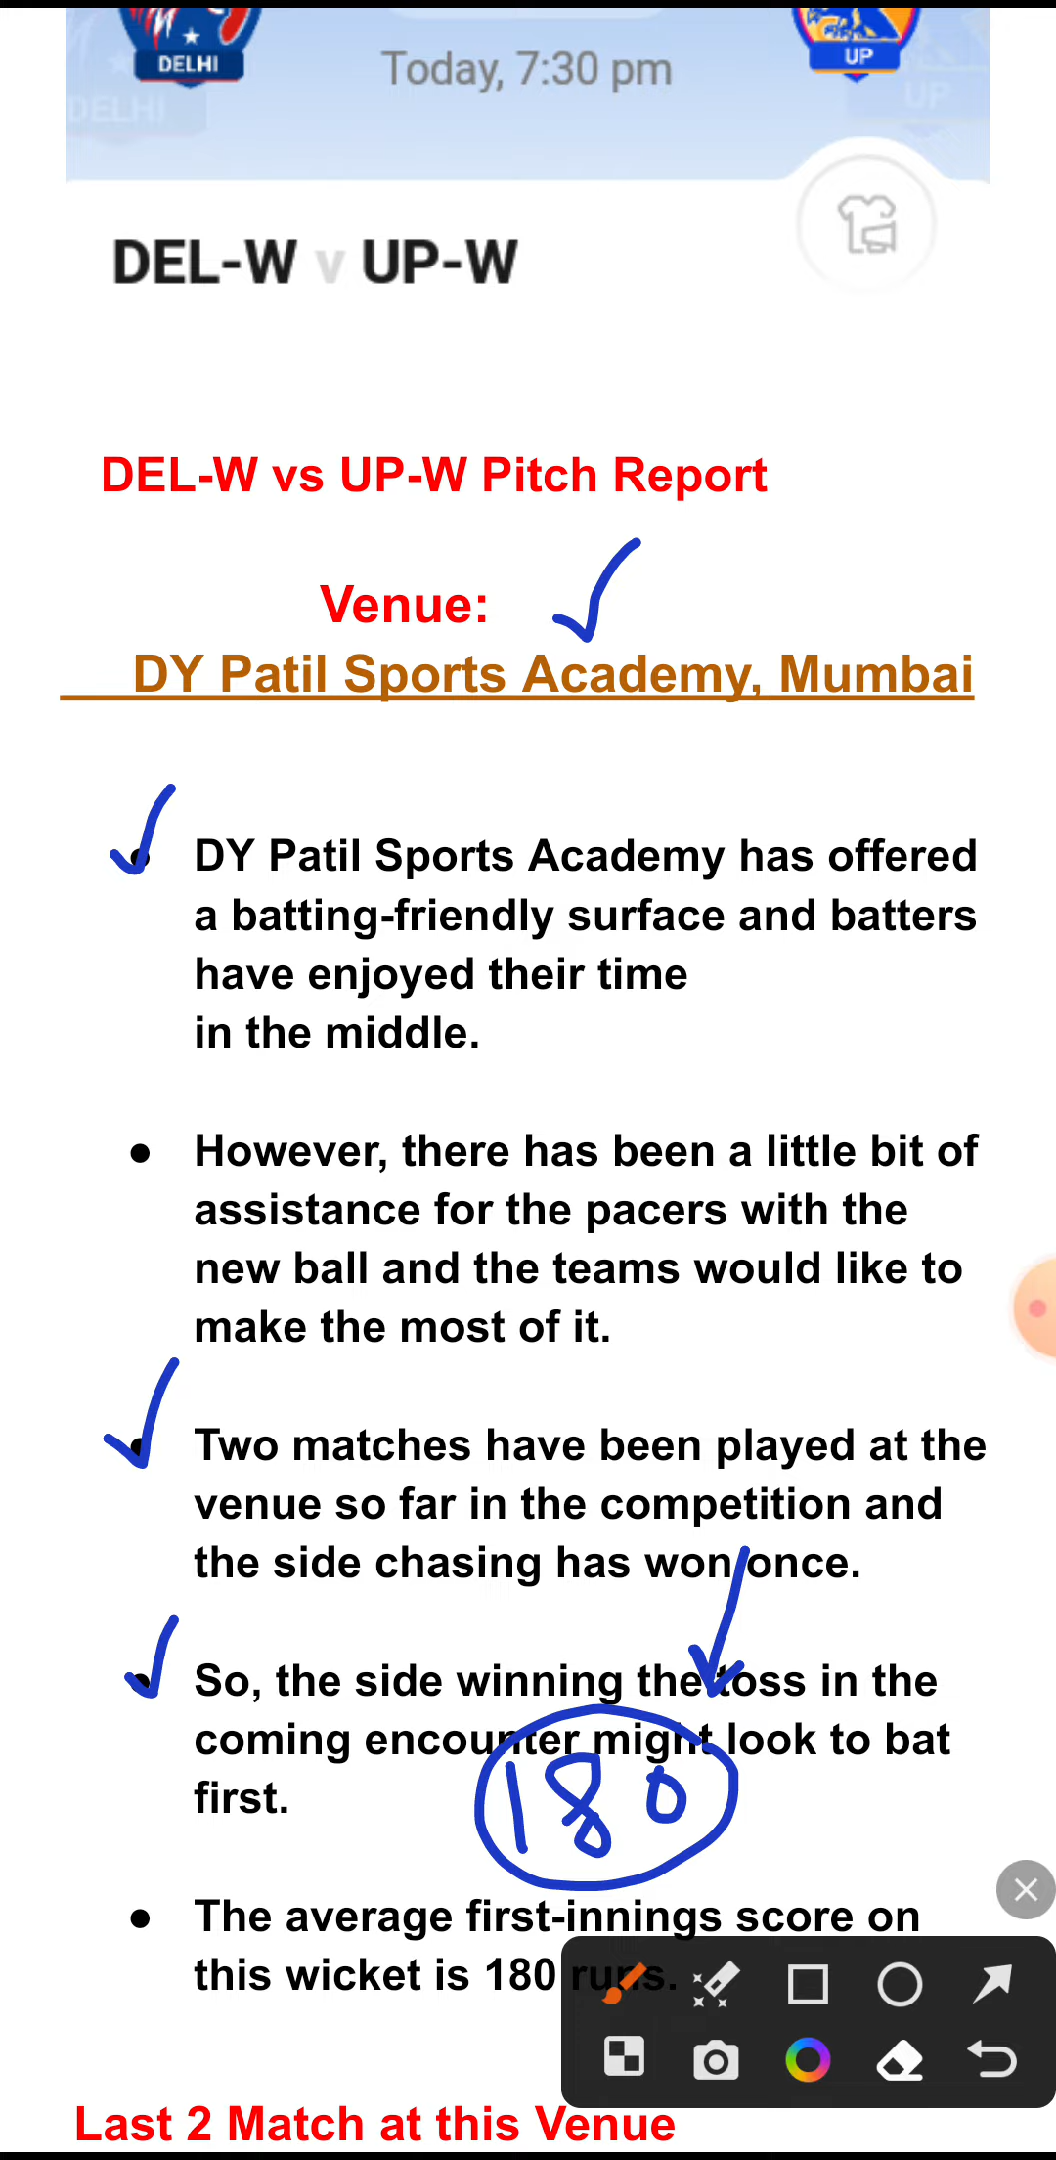 DELHI
Today, 7:30 pm
UP
DELHI
UP
DEL-W v UP-W
DEL-W vs UP-W Pitch Report
Venue:
DY Patil Sports Academy, Mumbai
DY Patil Sports Academy has offered
a batting-friendly surface and batters
have enjoyed their time
in the middle.
However, there has been a little bit of
assistance for the pacers with the
new ball and the teams would like to
make the most of it.
Two matches have been played at the
venue so far in the competition and
the side chasing has won once.
So, the side winning the toss in the
coming encounter might look to bat
first.
180
The average first-innings score on
this wicket is 180 runs.
Last 2 Match at this Venue